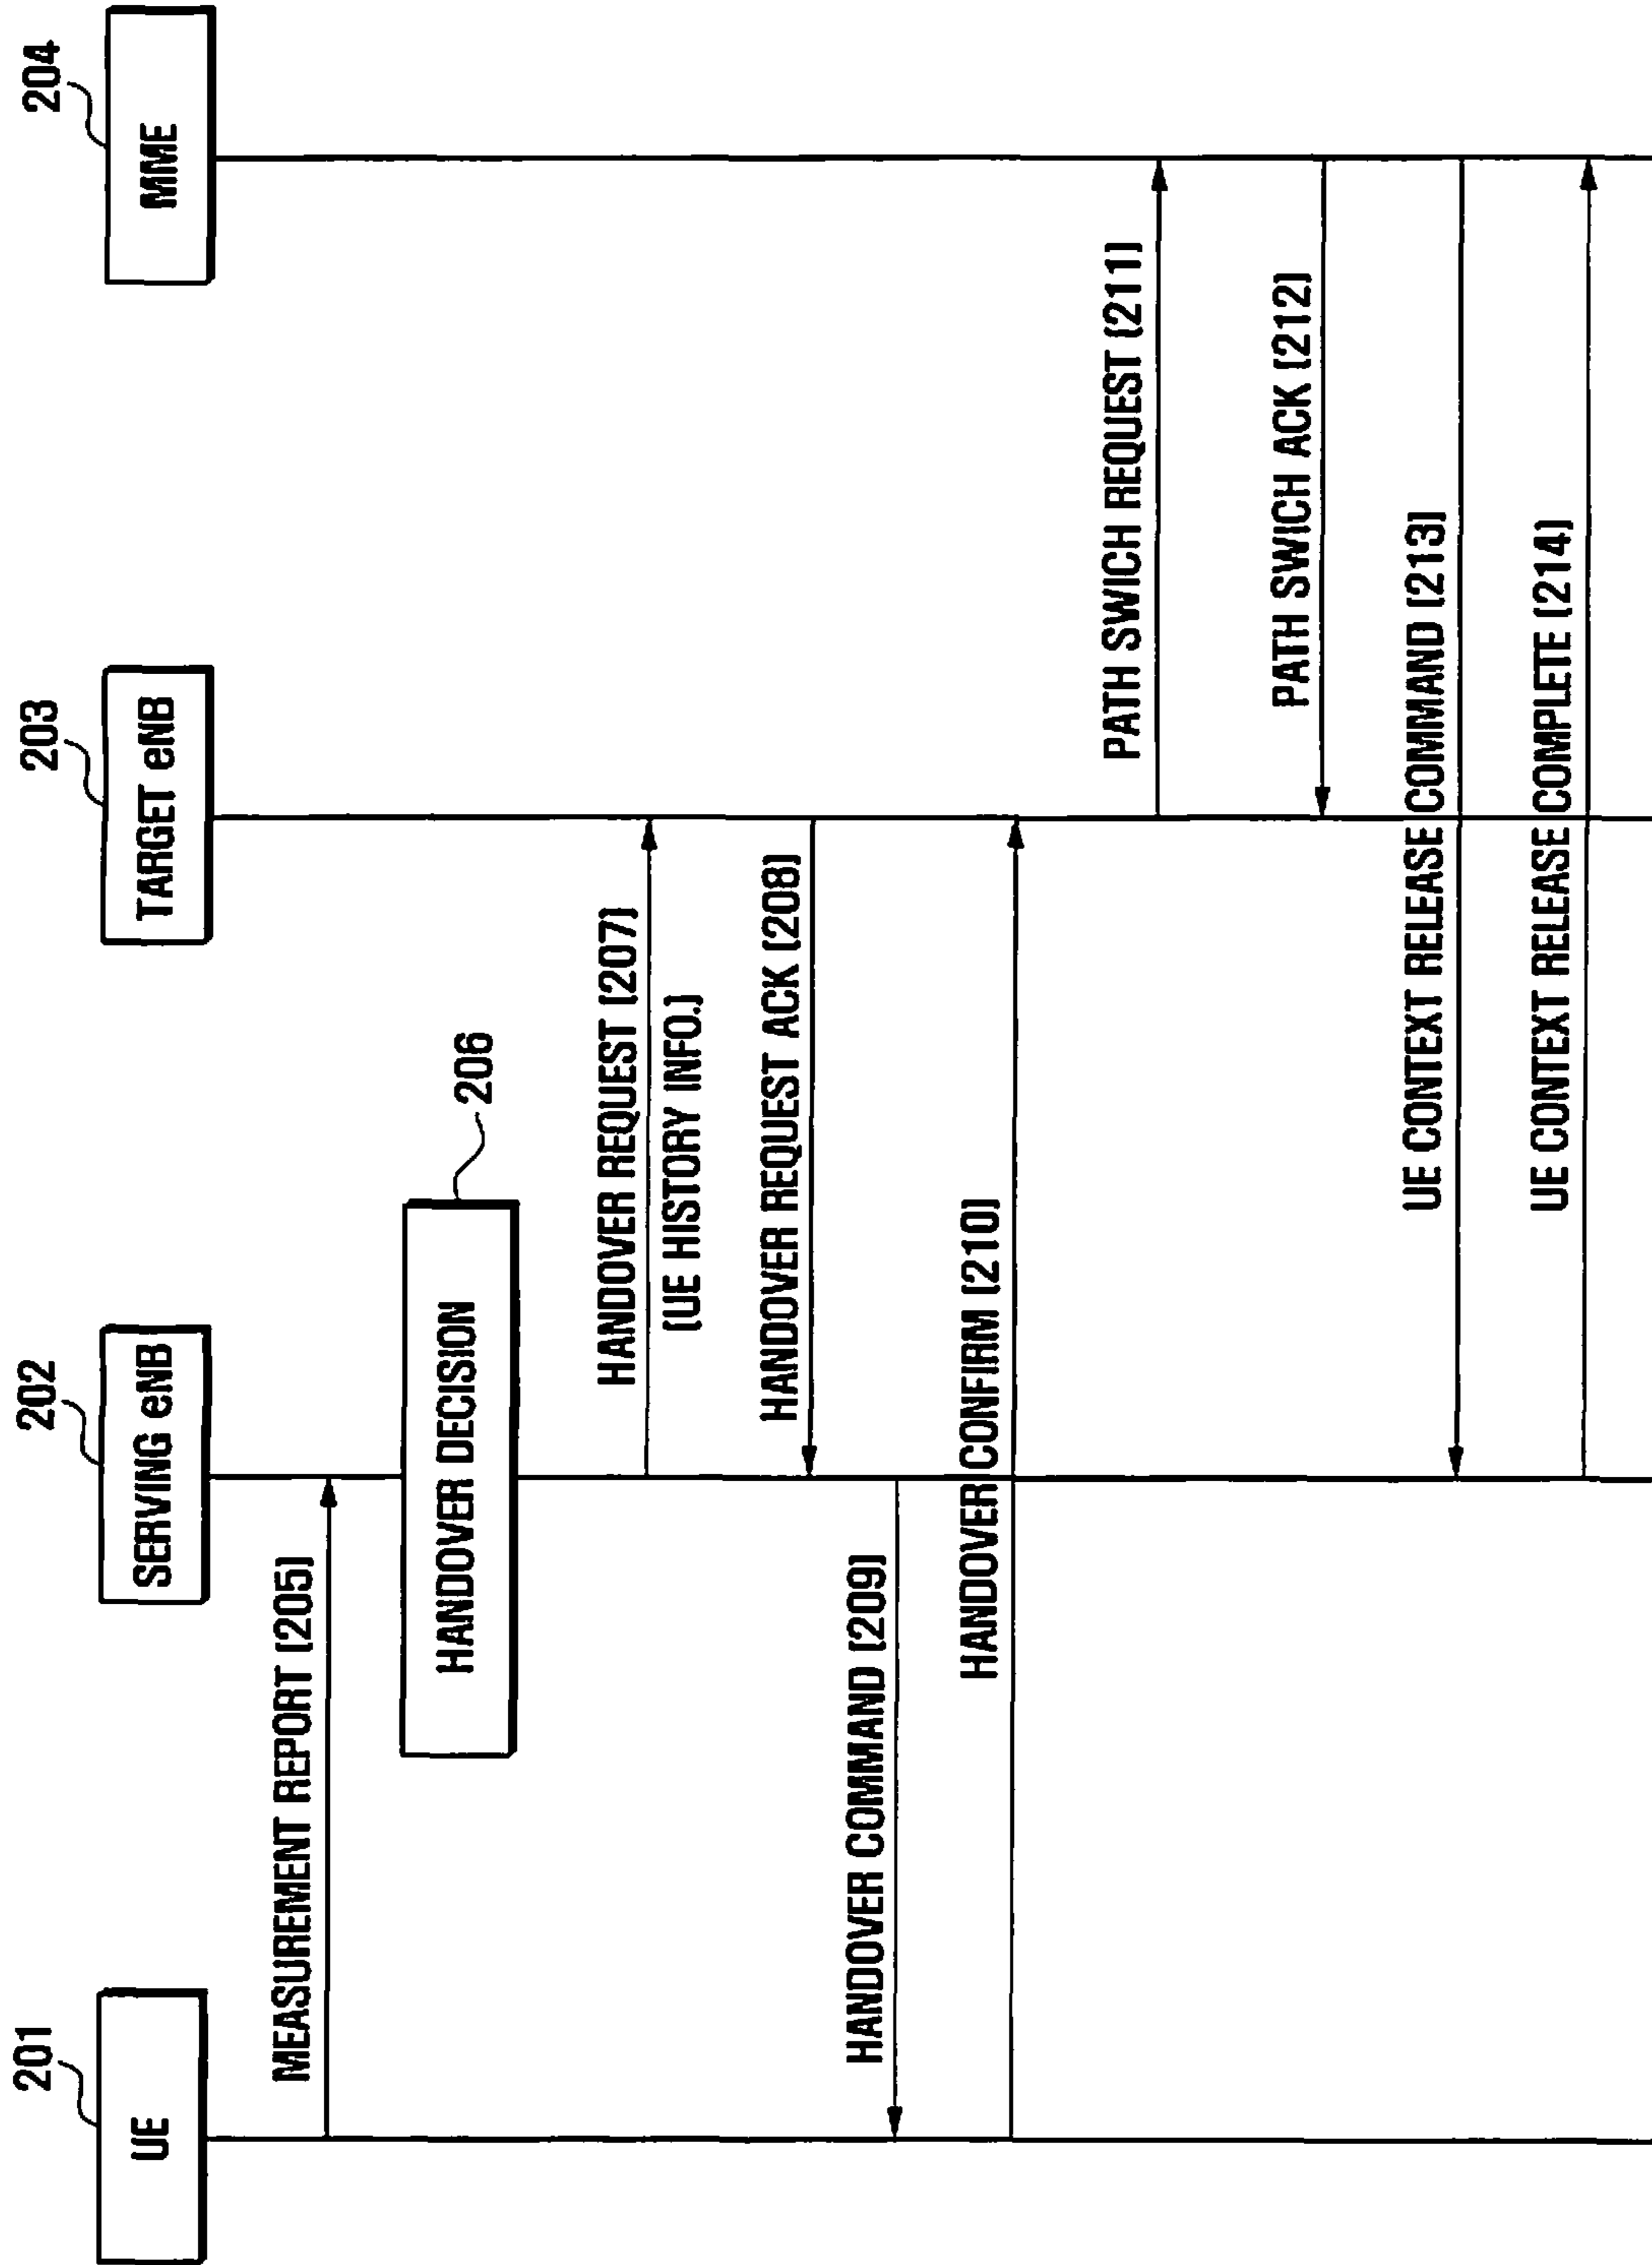 201
UE
202
SERVING eNB
203
TARGET eNB
204
MME
MEASUREMENT REPORT (205)
HANDOVER DECISION
206
HANDOVER REQUEST (207)
(UE HISTORY INFO.)
HANDOVER REQUEST ACK (208)
HANDOVER COMMAND (209)
HANDOVER CONFIRM (210)
PATH SWICH REQUEST (211)
PATH SWICH ACK (212)
UE CONTEXT RELEASE COMMAND (213)
UE CONTEXT RELEASE COMPLETE (214)